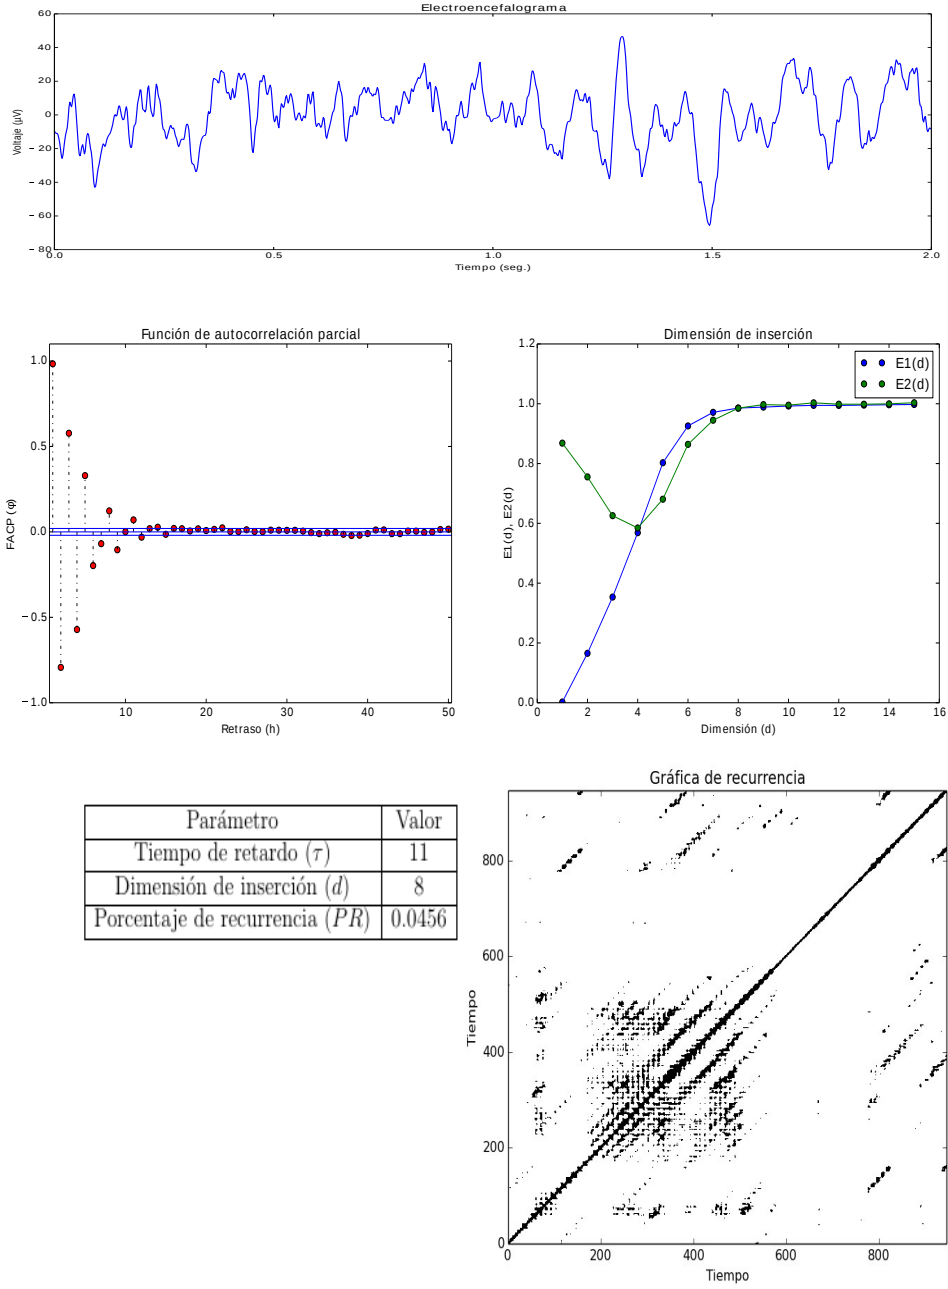 Electroencefalograma
60
40
20
0
−20
−40
−60
−80
Voltaje (µV)
0.0 0.5 1.0 1.5 2.0
Tiempo (seg.)
Función de autocorrelación parcial
1.0
0.5
0.0
−0.5
−1.0
FACP (φ)
10 20 30 40 50
Retraso (h)
Dimensión de inserción
1.2
1.0
0.8
0.6
0.4
0.2
0.0
E1(d), E2(d)
E1(d)
E2(d)
0 2 4 6 8 10 12 14 16
Dimensión (d)
Parámetro Valor
Tiempo de retardo (τ) 11
Dimensión de inserción (d) 8
Porcentaje de recurrencia (PR) 0.0456
Gráfica de recurrencia
800
600
400
200
0
Tiempo
0 200 400 600 800
Tiempo